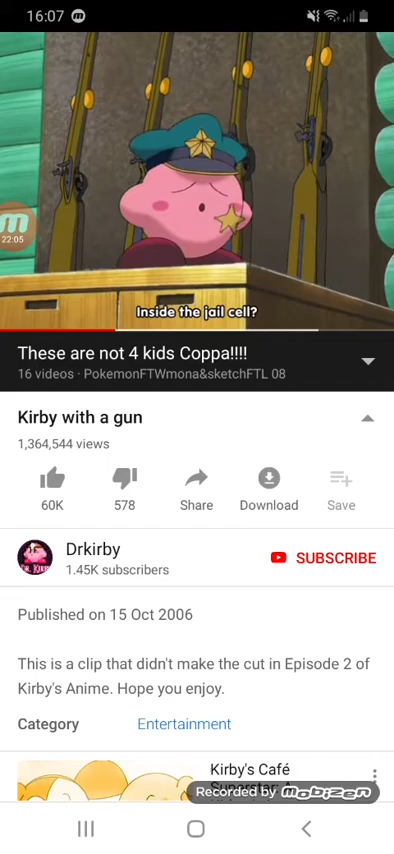 16:07
22:05
Inside the jail cell?
These are not 4 kids Coppa!!!!
16 videos · PokemonFTWmona&sketchFTL 08
Kirby with a gun
1,364,544 views
60K
578
Share
Download
Save
Drkirby
1.45K subscribers
SUBSCRIBE
Published on 15 Oct 2006
This is a clip that didn't make the cut in Episode 2 of
Kirby's Anime. Hope you enjoy.
Category Entertainment
Kirby's Café
Recorded by mobizen